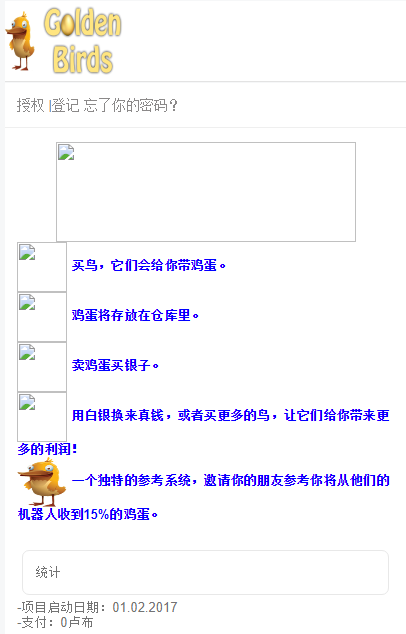 Golden
Birds
授权 |登记 忘了你的密码？
买鸟，它们会给你带鸡蛋。
鸡蛋将存放在仓库里。
卖鸡蛋买银子。
用白银换来真钱，或者买更多的鸟，让它们给你带来更
多的利润！
一个独特的参考系统，邀请你的朋友参考你将从他们的
机器人收到15%的鸡蛋。
统计
-项目启动日期：01.02.2017
-支付：0卢布